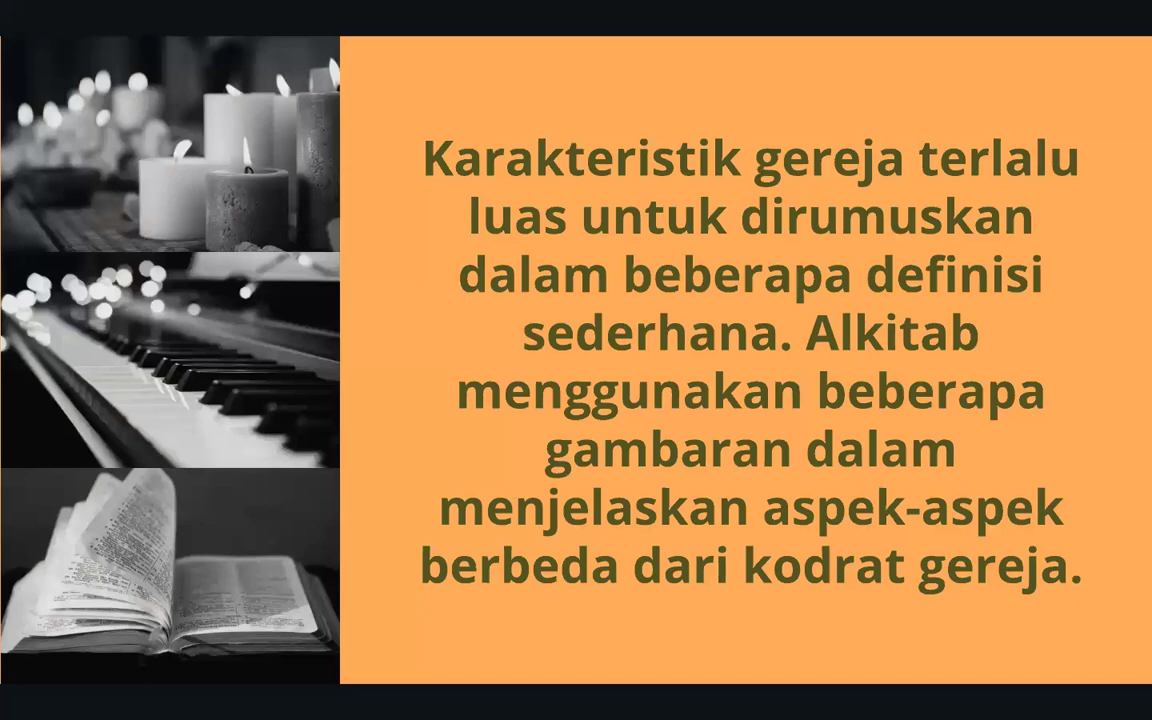 Karakteristik gereja terlalu
luas untuk dirumuskan
dalam beberapa definisi
sederhana. Alkitab
menggunakan beberapa
gambaran dalam
menjelaskan aspek-aspek
berbeda dari kodrat gereja.